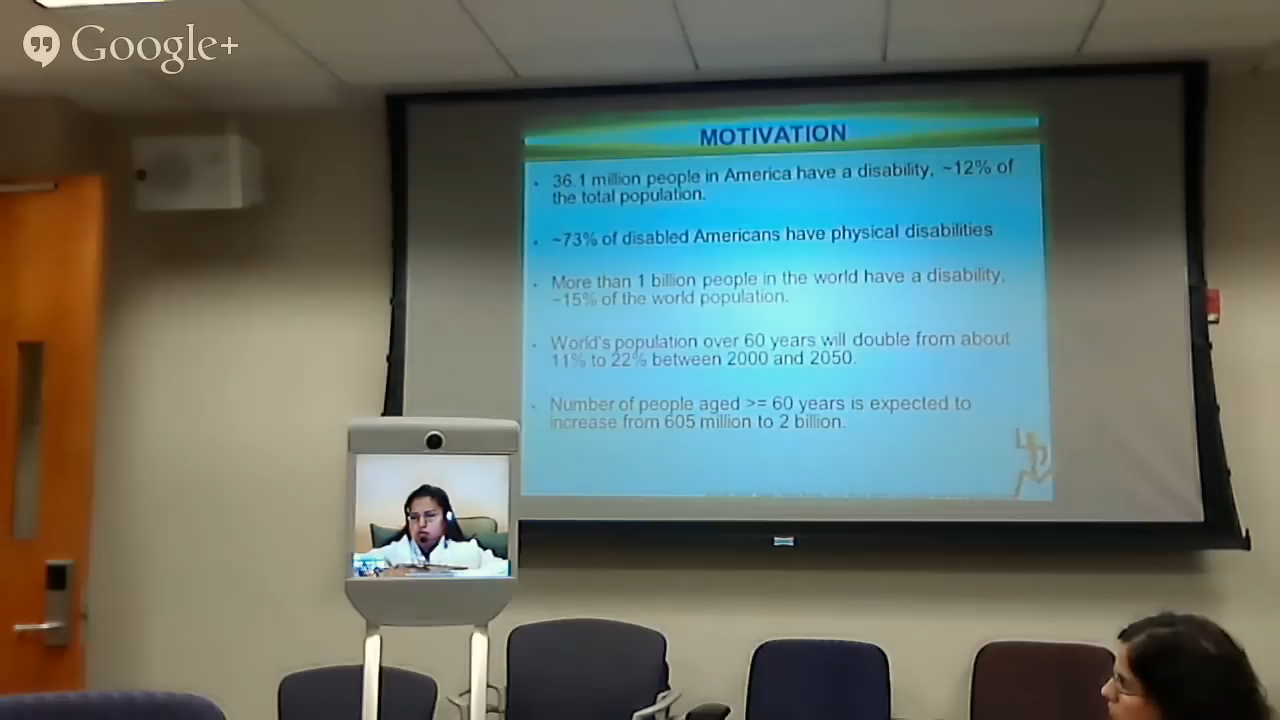 Google+
MOTIVATION
36.1 million people in America have a disability, ~12% of
the total population.
~73% of disabled Americans have physical disabilities
More than 1 billion people in the world have a disability,
~15% of the world population.
World's population over 60 years will double from about
11% to 22% between 2000 and 2050.
Number of people aged >= 60 years is expected to
increase from 605 million to 2 billion.